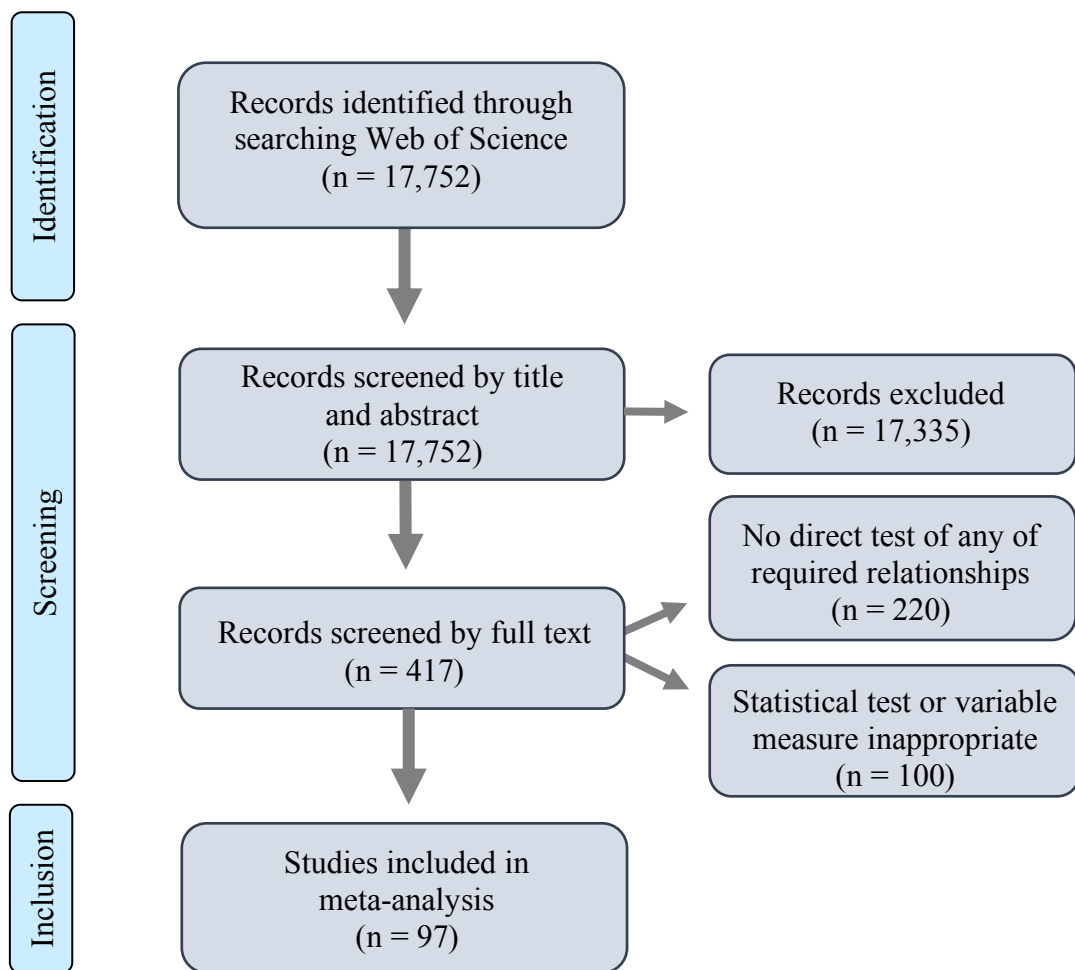 Identification
Records identified through
searching Web of Science
(n = 17,752)
Screening
Records screened by title
and abstract
(n = 17,752)
Records excluded
(n = 17,335)
Records screened by full text
(n = 417)
No direct test of any of
required relationships
(n = 220)
Statistical test or variable
measure inappropriate
(n = 100)
Inclusion
Studies included in
meta-analysis
(n = 97)